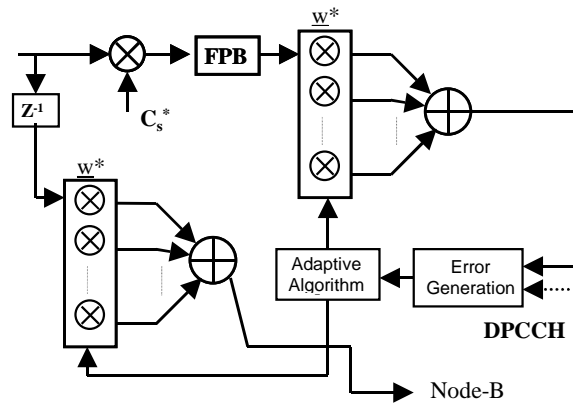 w*
FPB
Z-1
Cs*
w*
Adaptive
Algorithm
Error
Generation
DPCCH
Node-B